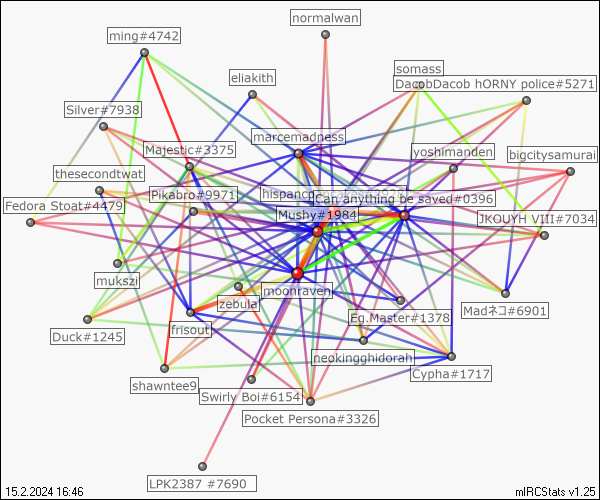 normalwan
ming#4742
somass
eliakith
DacobDacob hORNY police#5271
Silver#7938
marcemadness
Majestic#3375
yoshimanden
bigcitysamurai
thesecondtwat
Pikabro#9971
hispano
Can anything be saved#0396
Fedora Stoat#4479
Mushy#1984
JKOUYH VIII#7034
mukszi
moonraven
zebula
Madネコ#6901
Eg.Master#1378
frisout
Duck#1245
neokingghidorah
Cypha#1717
shawntee9
Swirly Boi#6154
Pocket Persona#3326
LPK2387 #7690
15.2.2024 16:46
mIRCStats v1.25